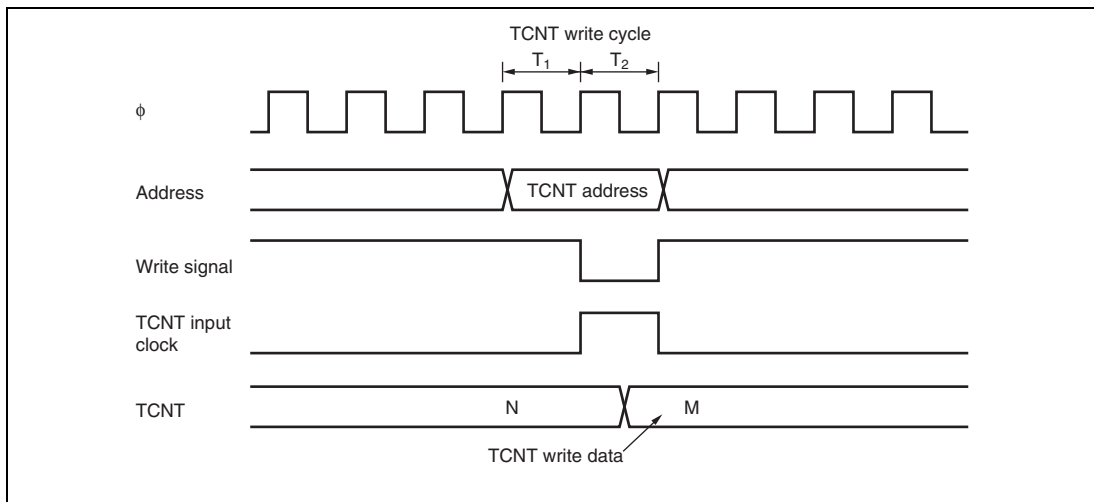 TCNT write cycle
T1 T2
ϕ
Address
TCNT address
Write signal
TCNT input
clock
TCNT
N
M
TCNT write data